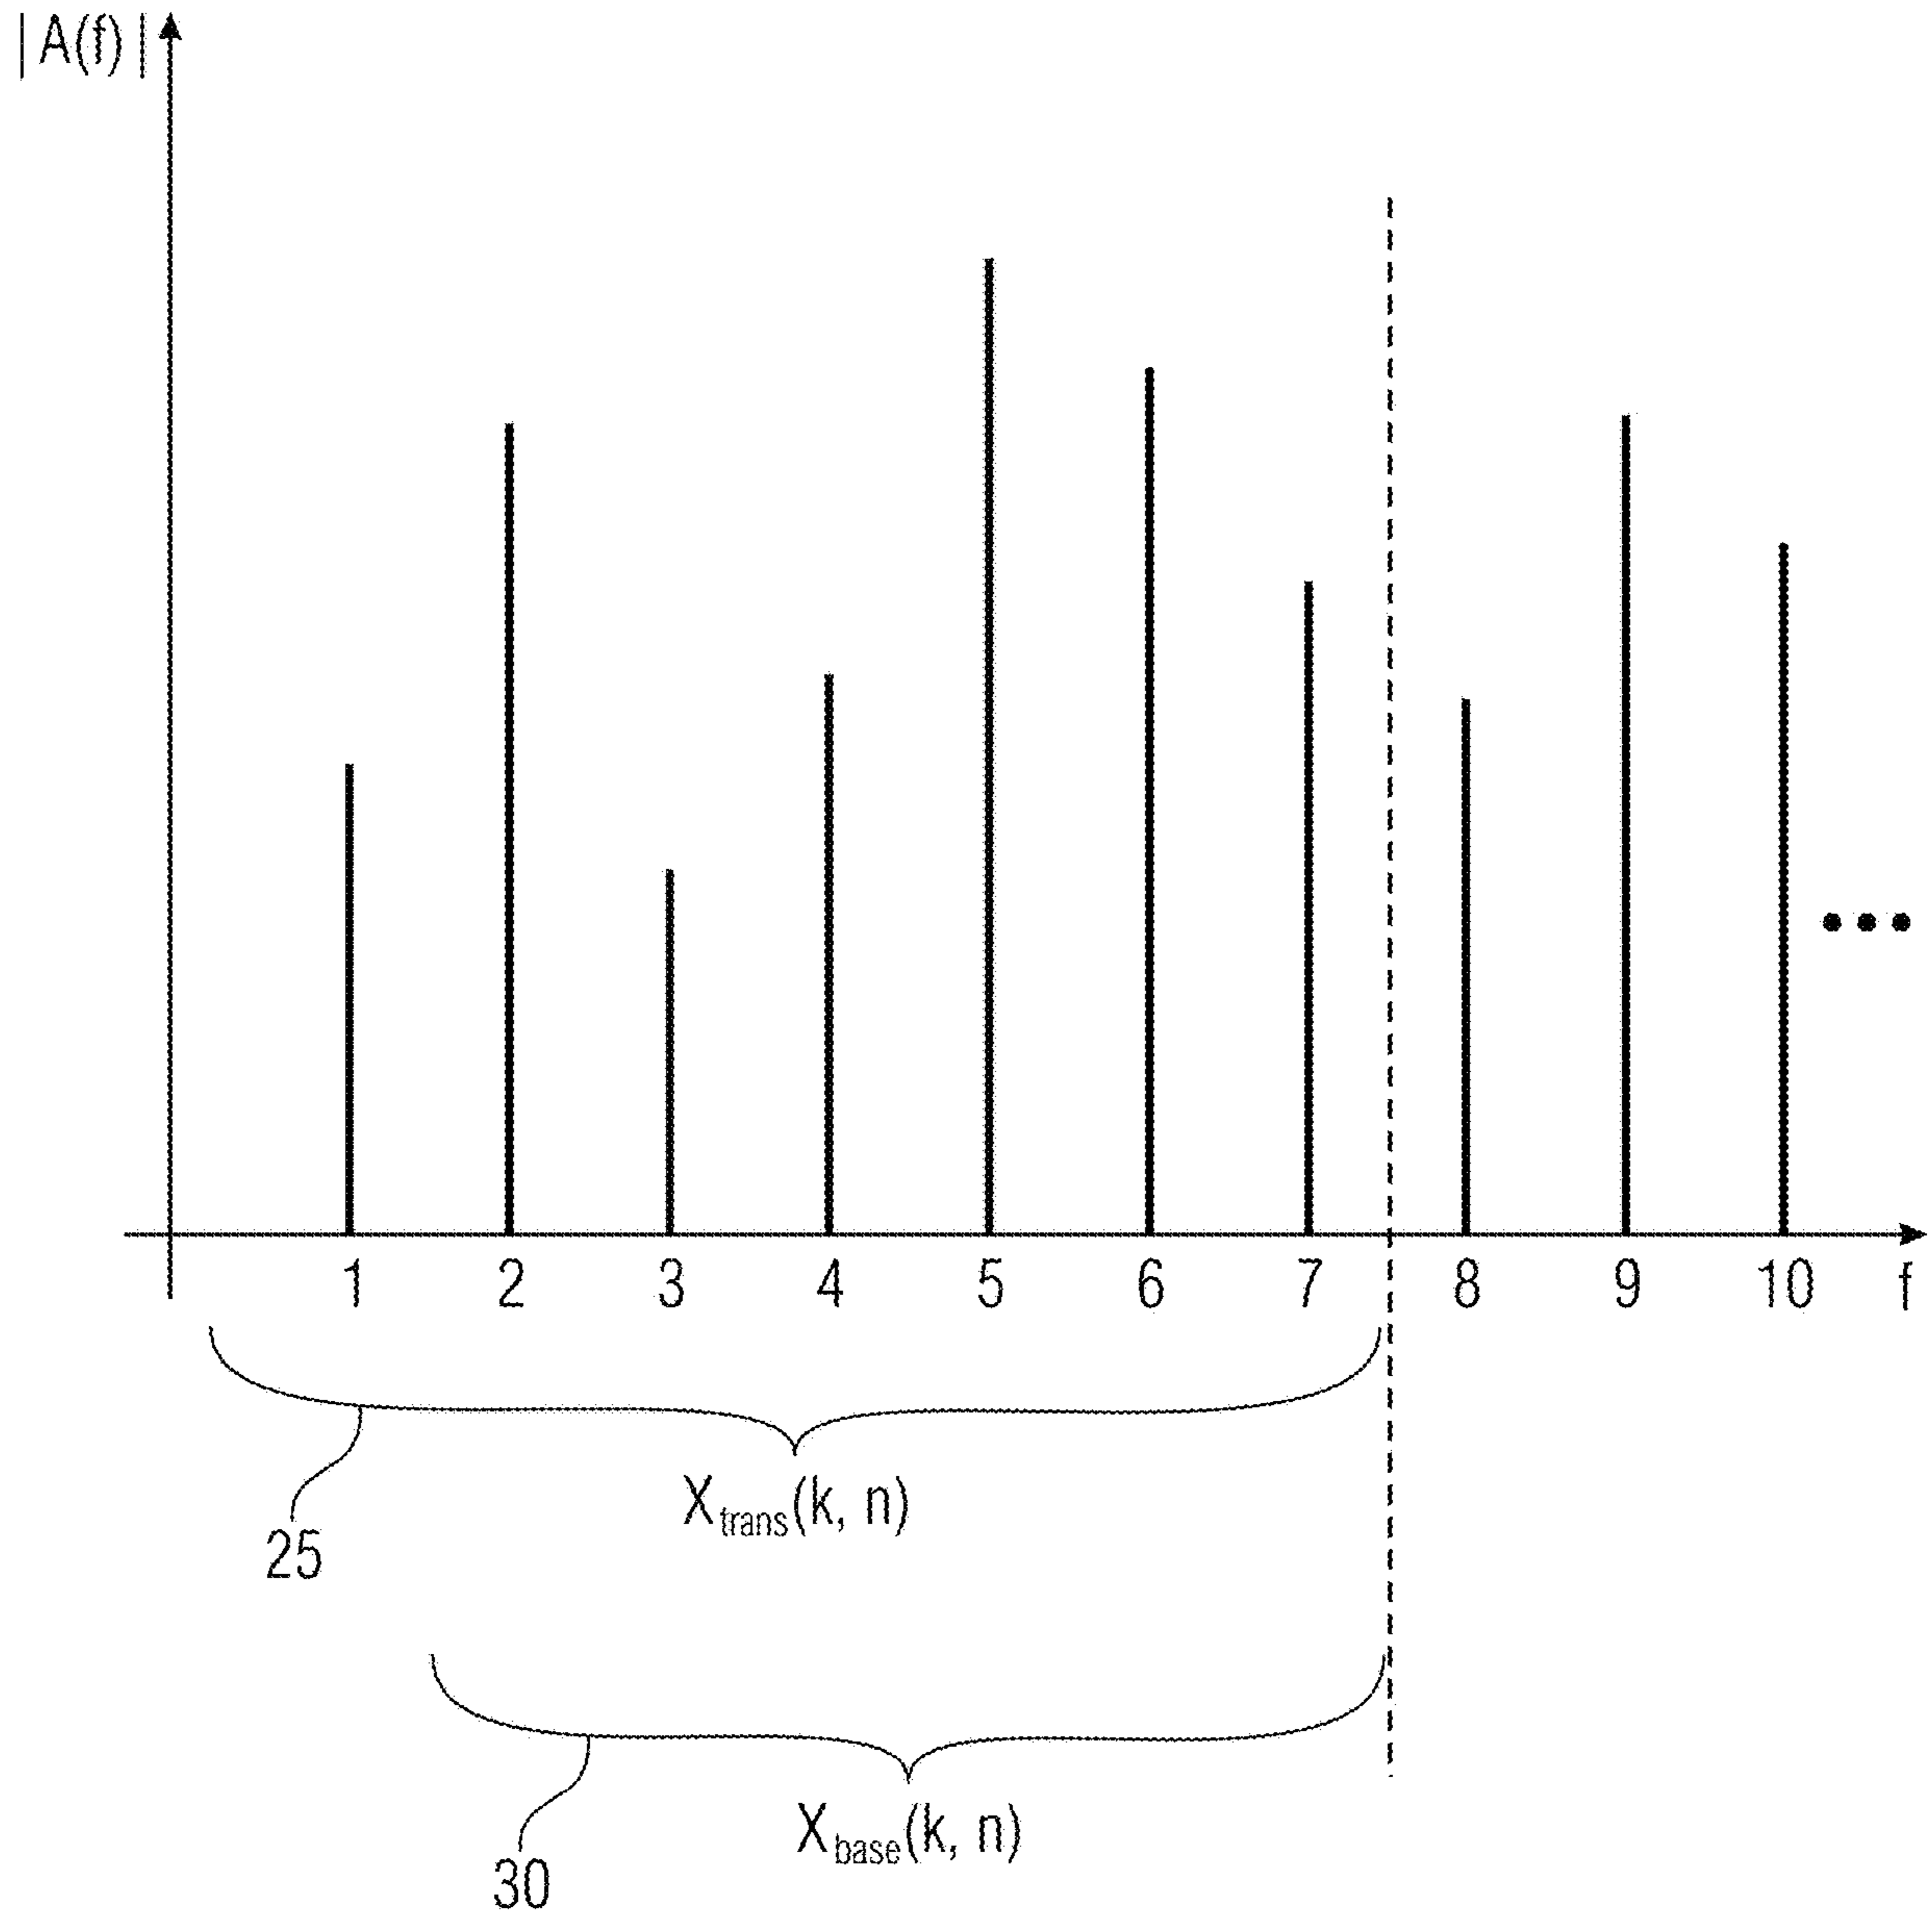 |A(f)|
1 2 3 4 5 6 7 8 9 10 f
X_trans(k, n)
25
X_base(k, n)
30